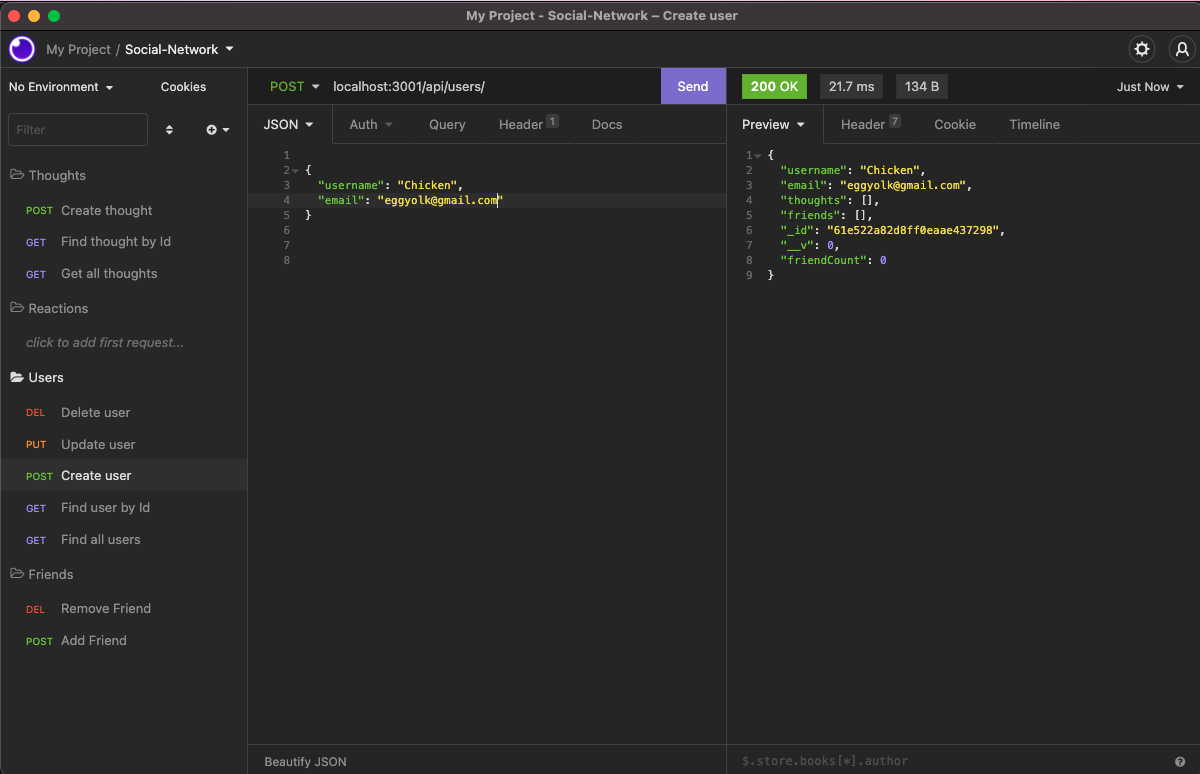 My Project - Social-Network – Create user
My Project / Social-Network
No Environment
Cookies
Filter
Thoughts
POST Create thought
GET Find thought by Id
GET Get all thoughts
Reactions
click to add first request...
Users
DEL Delete user
PUT Update user
POST Create user
GET Find user by Id
GET Find all users
Friends
DEL Remove Friend
POST Add Friend
POST localhost:3001/api/users/ Send
JSON Auth Query Header 1 Docs
1
2 {
3 "username": "Chicken",
4 "email": "eggyolk@gmail.com"
5 }
6
7
8
Beautify JSON
200 OK 21.7 ms 134 B Just Now
Preview Header 7 Cookie Timeline
1 {
2 "username": "Chicken",
3 "email": "eggyolk@gmail.com",
4 "thoughts": [],
5 "friends": [],
6 "_id": "61e522a82d8ff0eaae437298",
7 "__v": 0,
8 "friendCount": 0
9 }
$.store.books[*].author